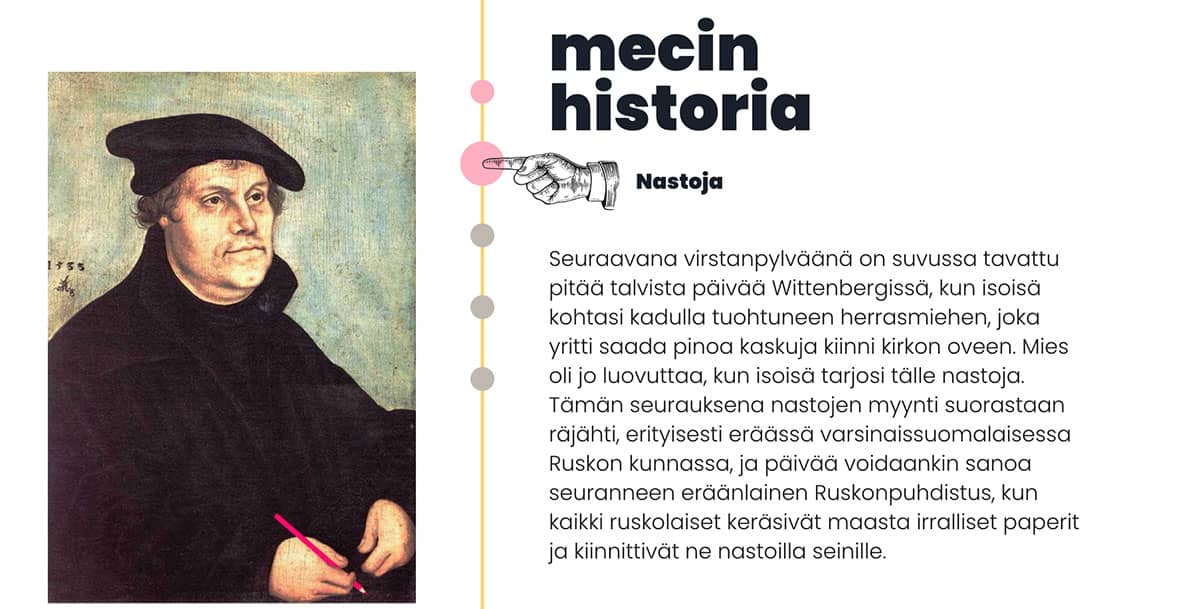 mecin
historia
Nastoja
Seuraavana virstanpylväänä on suvussa tavattu
pitää talvista päivää Wittenbergissä, kun isoisä
kohtasi kadulla tuohtuneen herrasmiehen, joka
yritti saada pinoa kaskuja kiinni kirkon oveen. Mies
oli jo luovuttaa, kun isoisä tarjosi tälle nastoja.
Tämän seurauksena nastojen myynti suorastaan
räjähti, erityisesti eräässä varsinaissuomalaisessa
Ruskon kunnassa, ja päivää voidaankin sanoa
seuranneen eräänlainen Ruskonpuhdistus, kun
kaikki ruskolaiset keräsivät maasta irralliset paperit
ja kiinnittivät ne nastoilla seinille.